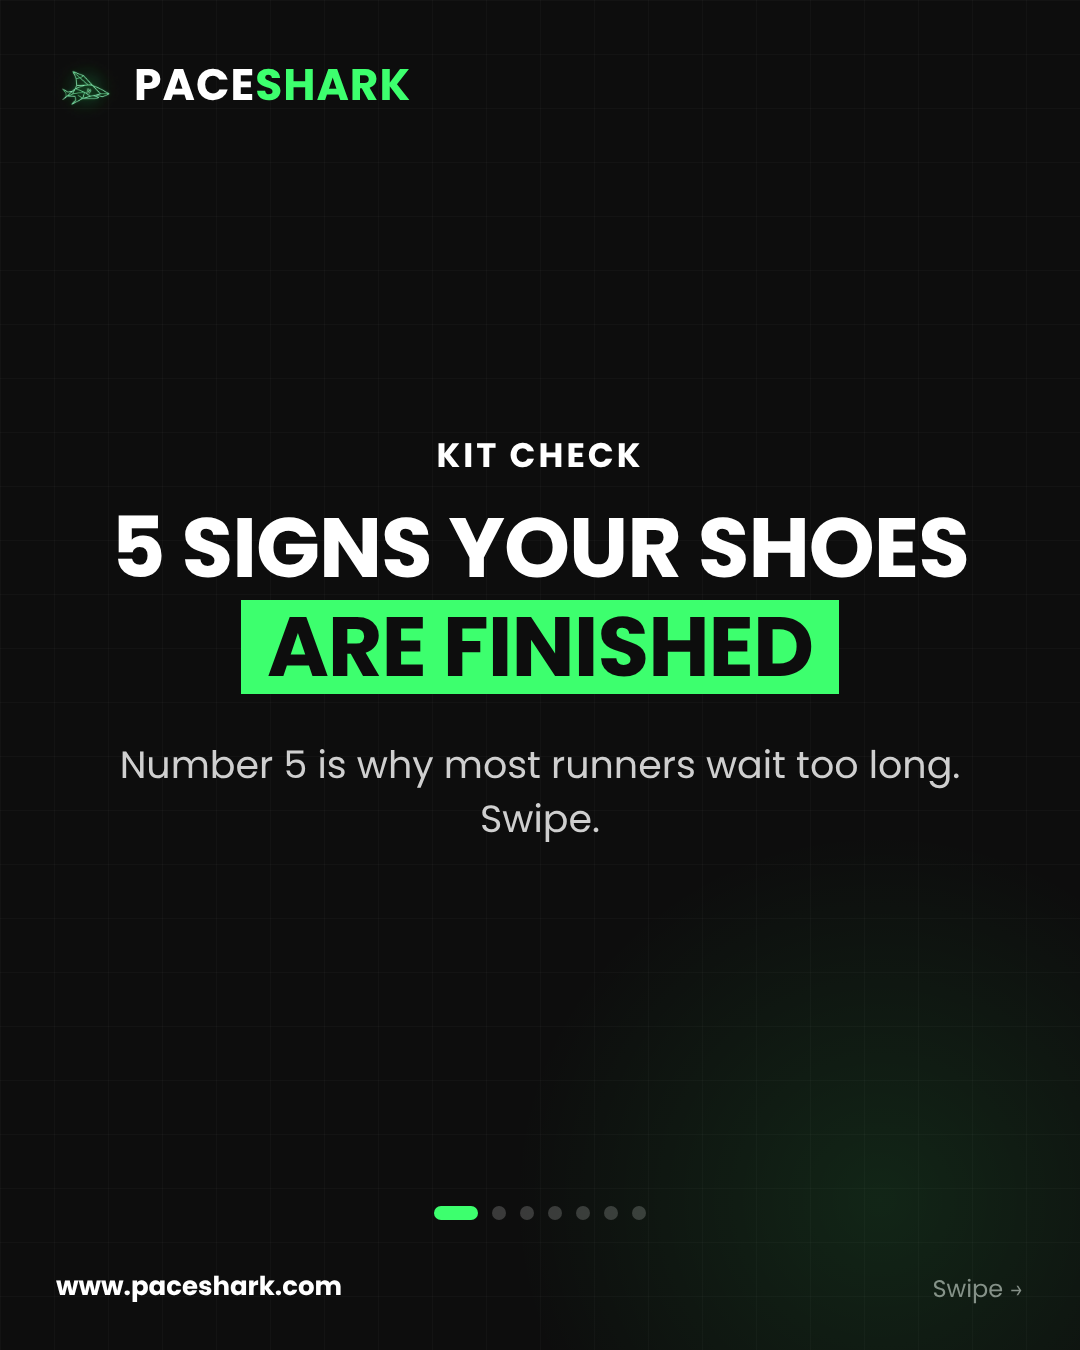 PACESHARK
KIT CHECK
5 SIGNS YOUR SHOES
ARE FINISHED
Number 5 is why most runners wait too long.
Swipe.
www.paceshark.com
Swipe →